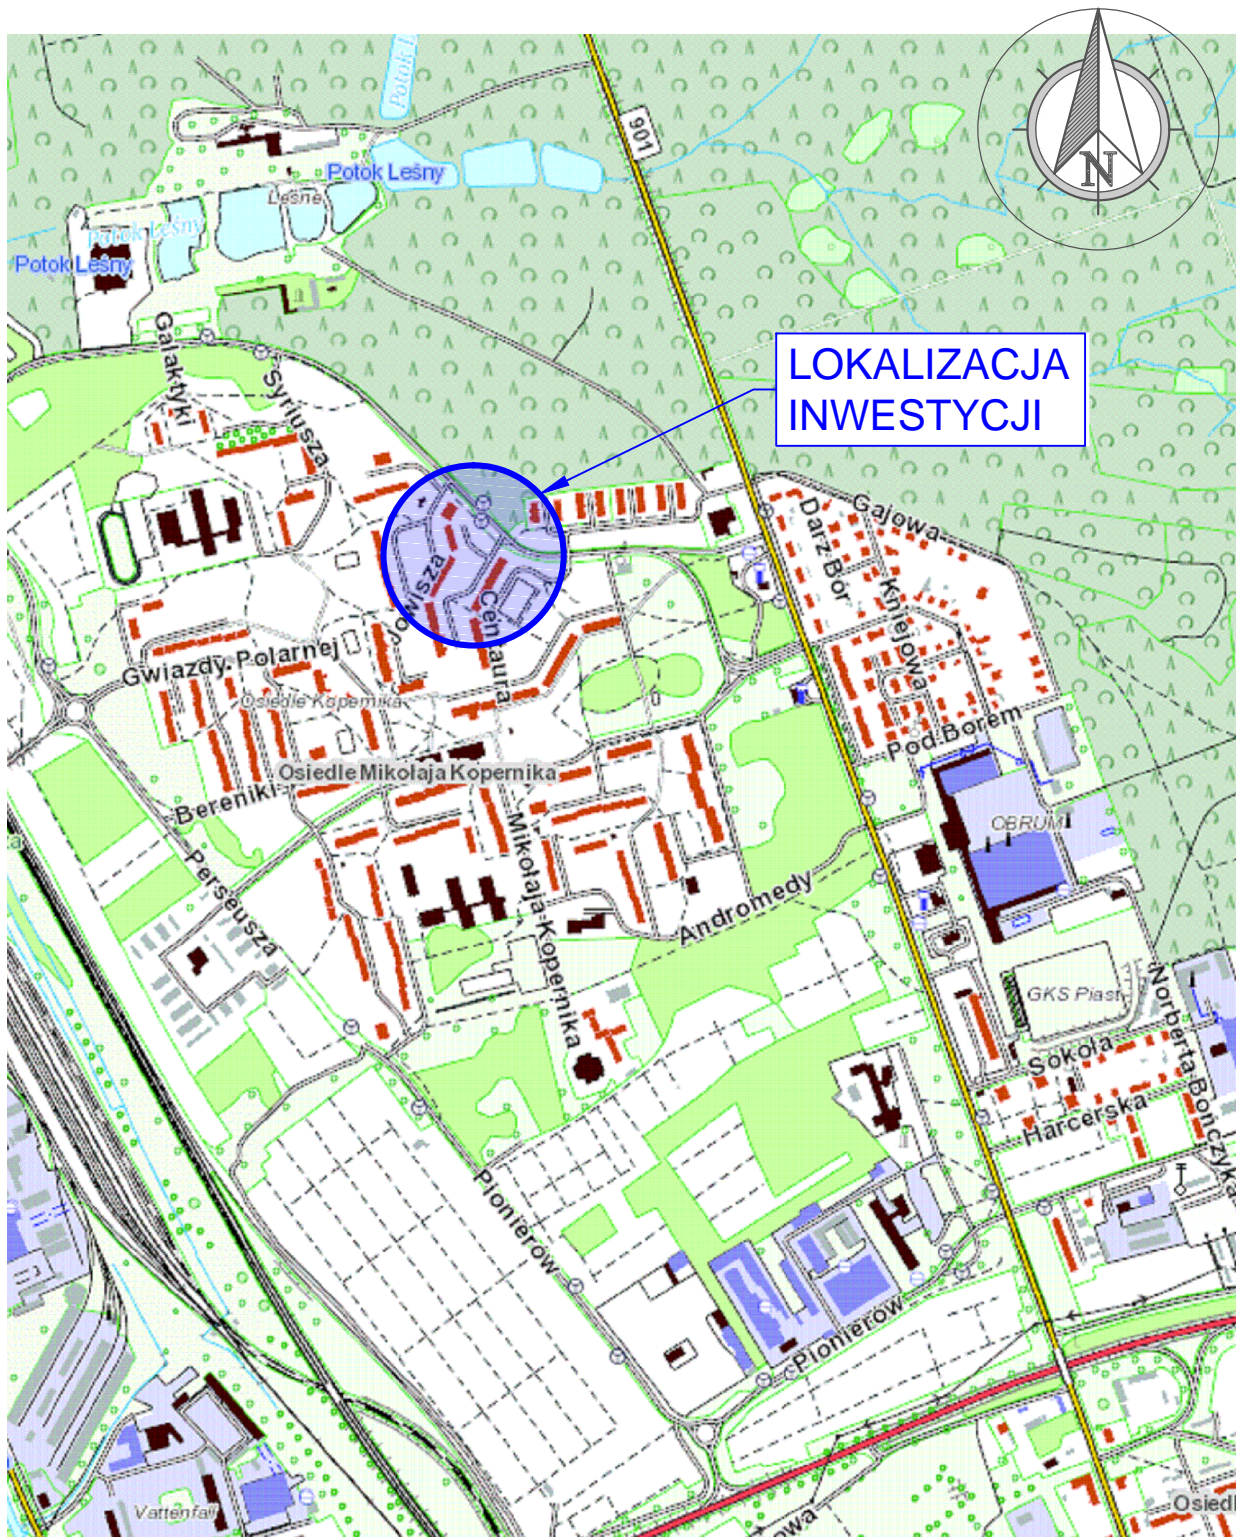 901
N
Potok Leśny
Leśne
Potok Leśny
Potok Leśny
Galaktyki
Syriusza
LOKALIZACJA
INWESTYCJI
Gajowa
Darz Bór
Kniejowa
Jowisza
Centaura
Gwiazdy Polarnej
Osiedle Kopernika
Pod Borem
Osiedle Mikołaja Kopernika
Bereniki
OBRUM
Mikołaja Kopernika
Perseusza
Andromedy
GKS Piast
Norberta Bończyka
Sokoła
Harcerska
Pionierów
Pionierów
Vattenfall
Osiedl
owa